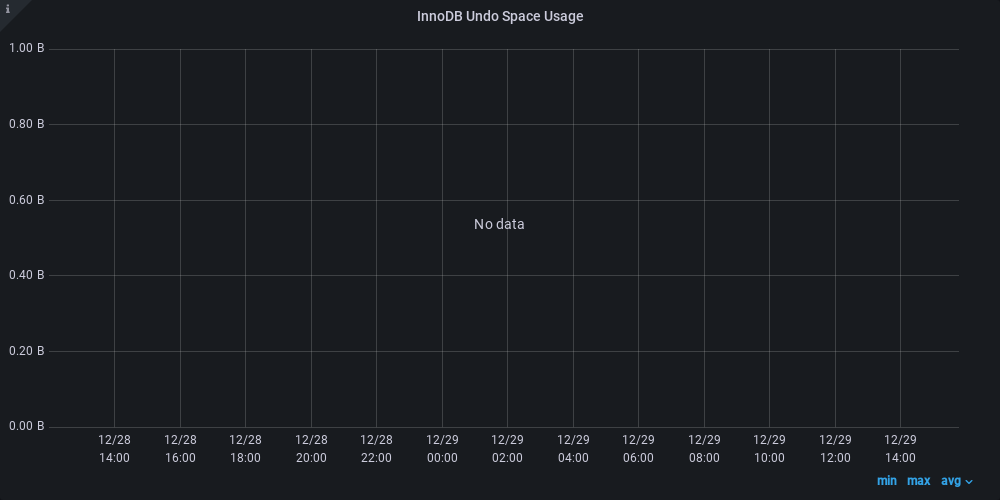 InnoDB Undo Space Usage
1.00 B
0.80 B
0.60 B
0.40 B
0.20 B
0.00 B
No data
12/28 12/28 12/28 12/28 12/28 12/29 12/29 12/29 12/29 12/29 12/29 12/29 12/29
14:00 16:00 18:00 20:00 22:00 00:00 02:00 04:00 06:00 08:00 10:00 12:00 14:00
min max avg